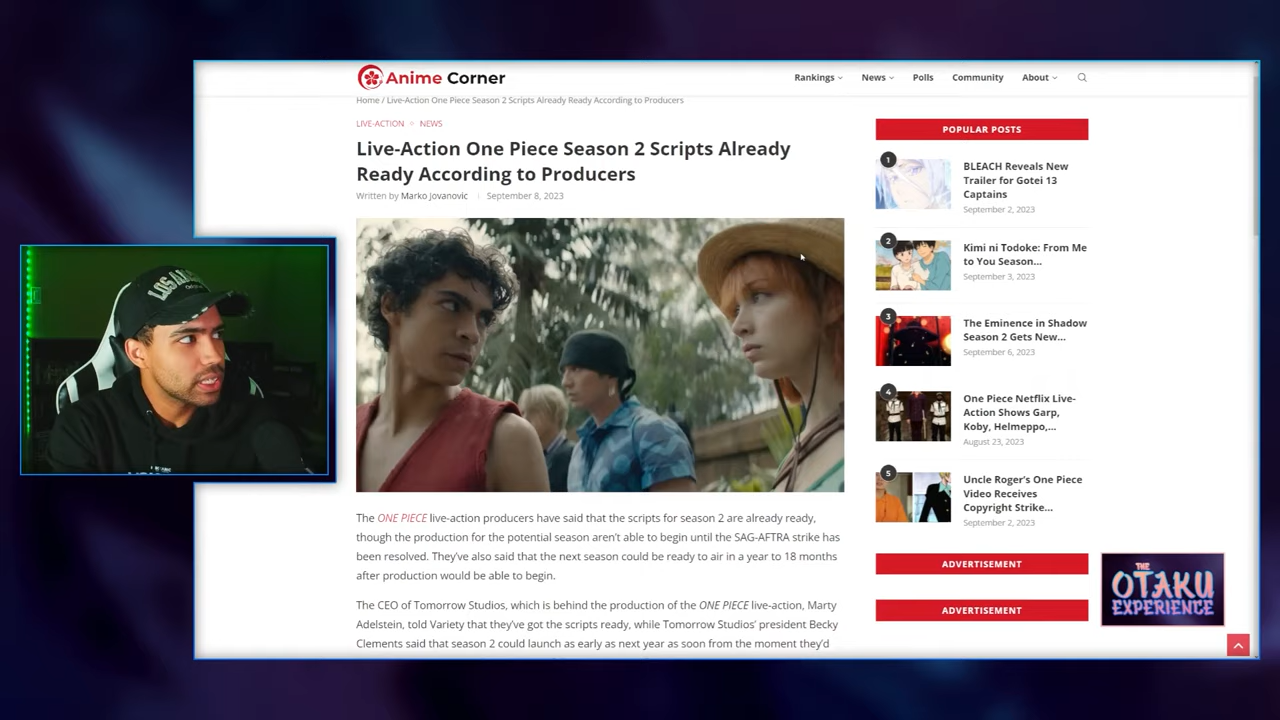 Anime Corner
Rankings
News
Polls
Community
About
Home / Live-Action One Piece Season 2 Scripts Already Ready According to Producers
LIVE-ACTION
NEWS
Live-Action One Piece Season 2 Scripts Already
Ready According to Producers
Written by Marko Jovanovic
September 8, 2023
The ONE PIECE live-action producers have said that the scripts for season 2 are already ready,
though the production for the potential season aren't able to begin until the SAG-AFTRA strike has
been resolved. They've also said that the next season could be ready to air in a year to 18 months
after production would be able to begin.
The CEO of Tomorrow Studios, which is behind the production of the ONE PIECE live-action, Marty
Adelstein, told Variety that they've got the scripts ready, while Tomorrow Studios' president Becky
Clements said that season 2 could launch as early as next year as soon from the moment they'd
POPULAR POSTS
1
BLEACH Reveals New
Trailer for Gotei 13
Captains
September 2, 2023
2
Kimi ni Todoke: From Me
to You Season...
September 3, 2023
3
The Eminence in Shadow
Season 2 Gets New...
September 6, 2023
4
One Piece Netflix Live-
Action Shows Garp,
Koby, Helmeppo,...
August 23, 2023
5
Uncle Roger's One Piece
Video Receives
Copyright Strike...
September 2, 2023
ADVERTISEMENT
ADVERTISEMENT
THE
OTAKU
EXPERIENCE